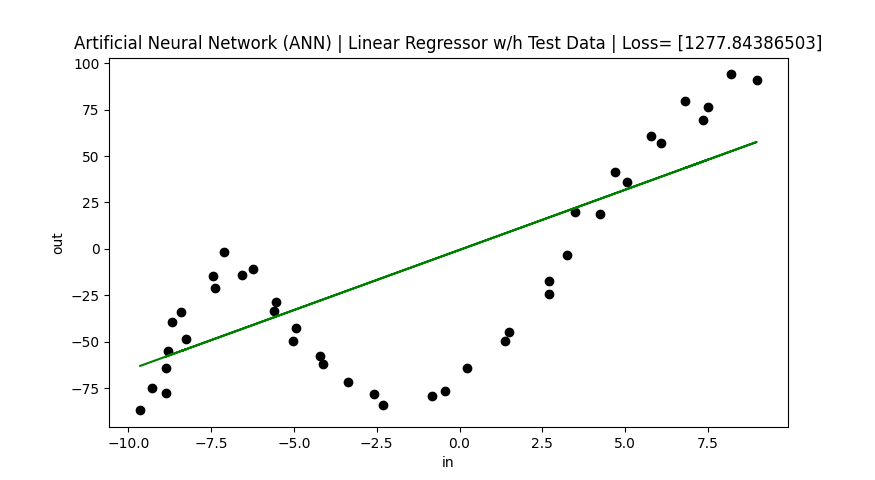 Artificial Neural Network (ANN) | Linear Regressor w/h Test Data | Loss= [1277.84386503]
100
75
50
25
0
−25
−50
−75
out
−10.0 −7.5 −5.0 −2.5 0.0 2.5 5.0 7.5
in